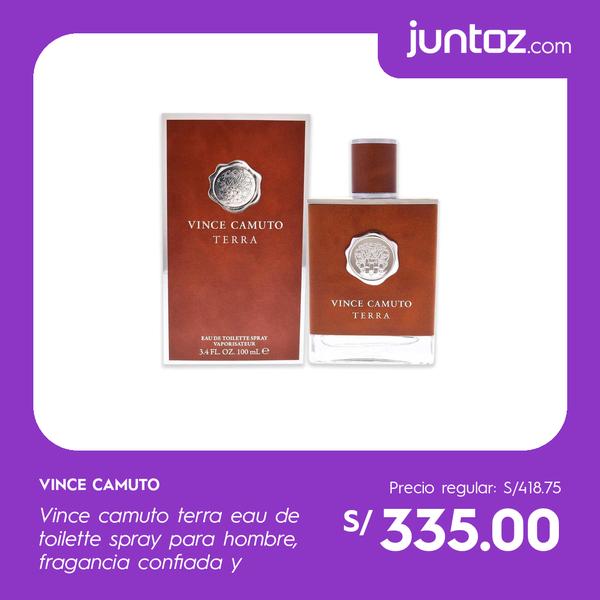 juntoz.com
VINCE CAMUTO
TERRA
EAU DE TOILETTE SPRAY
VAPORISATEUR
3.4 FL. OZ. 100 mL ℮
VINCE CAMUTO
TERRA
VINCE CAMUTO
Vince camuto terra eau de
toilette spray para hombre,
fragancia confiada y
Precio regular: S/418.75
S/ 335.00